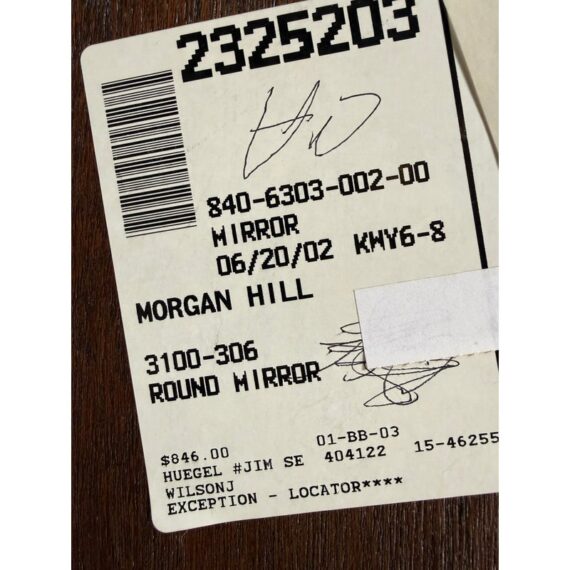 2325203
840-6303-002-00
MIRROR
06/20/02 KWY6-8
MORGAN HILL
3100-306
ROUND MIRROR
$846.00 01-BB-03
HUEGEL #JIM SE 404122 15-46255
WILSONJ
EXCEPTION - LOCATOR****